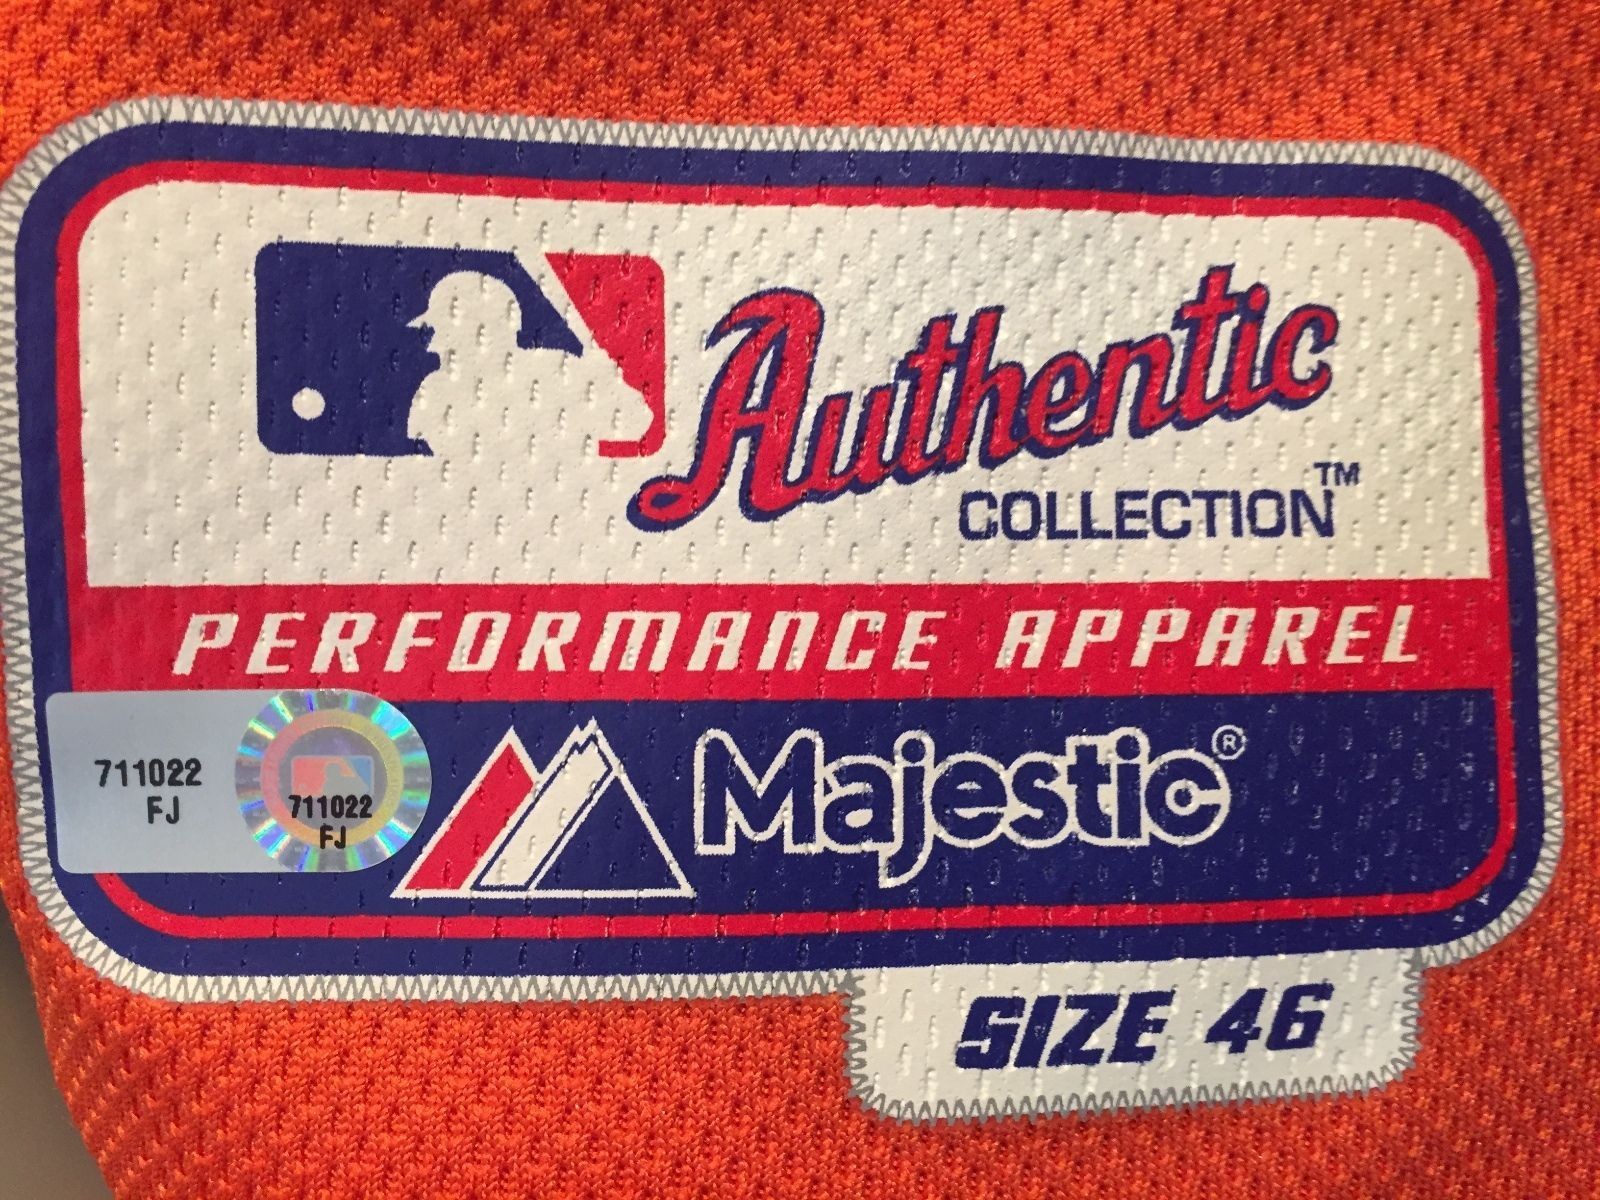 Authentic
COLLECTION™
PERFORMANCE APPAREL
711022
FJ
711022
FJ
Majestic®
SIZE 46